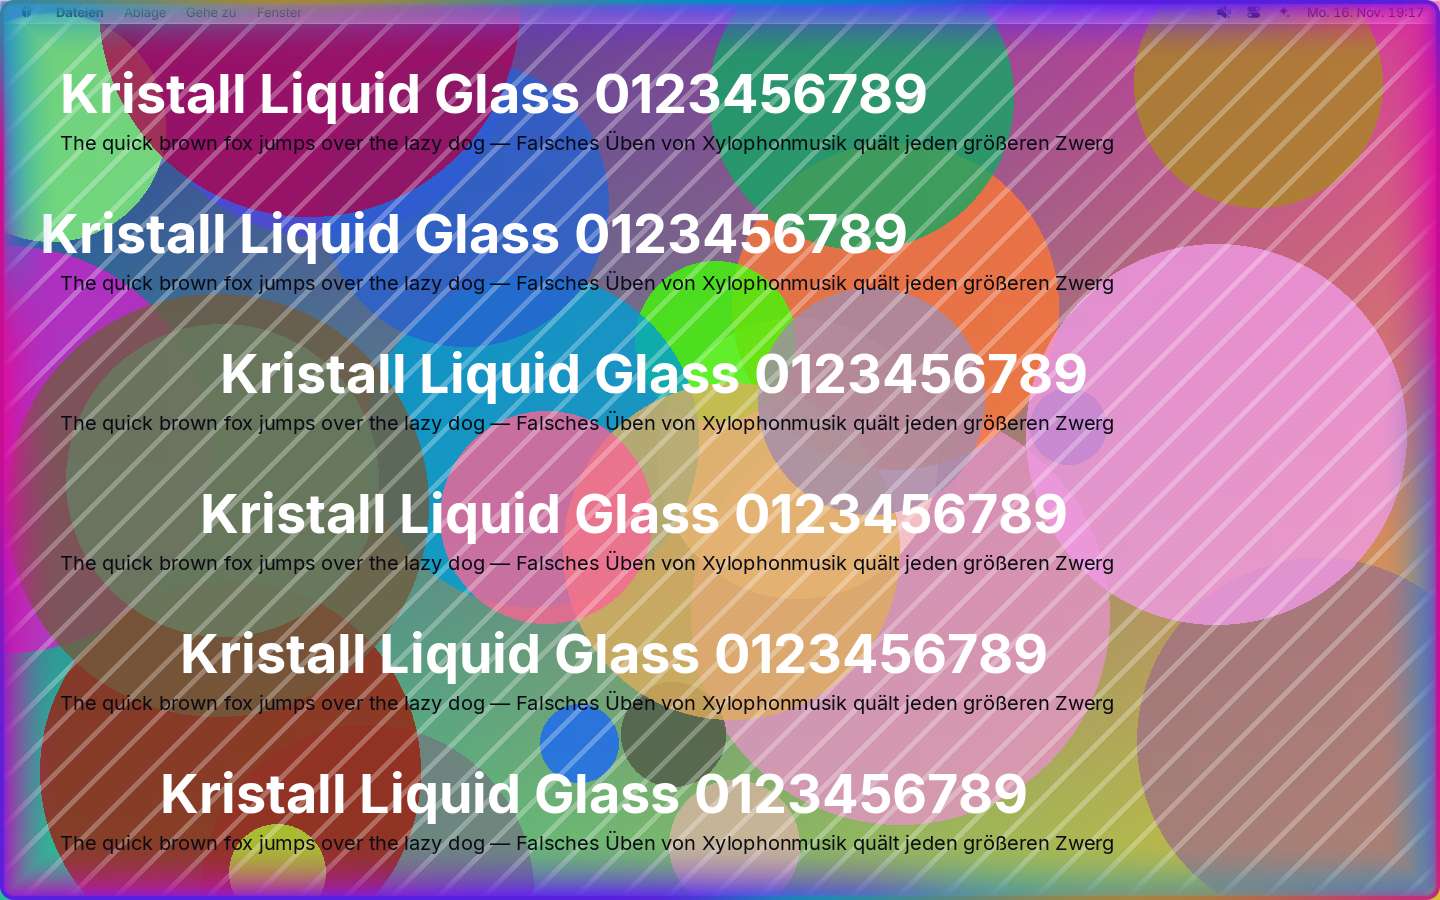 Dateien Ablage Gehe zu Fenster Mo. 16. Nov. 19:17
Kristall Liquid Glass 0123456789
The quick brown fox jumps over the lazy dog — Falsches Üben von Xylophonmusik quält jeden größeren Zwerg
Kristall Liquid Glass 0123456789
The quick brown fox jumps over the lazy dog — Falsches Üben von Xylophonmusik quält jeden größeren Zwerg
Kristall Liquid Glass 0123456789
The quick brown fox jumps over the lazy dog — Falsches Üben von Xylophonmusik quält jeden größeren Zwerg
Kristall Liquid Glass 0123456789
The quick brown fox jumps over the lazy dog — Falsches Üben von Xylophonmusik quält jeden größeren Zwerg
Kristall Liquid Glass 0123456789
The quick brown fox jumps over the lazy dog — Falsches Üben von Xylophonmusik quält jeden größeren Zwerg
Kristall Liquid Glass 0123456789
The quick brown fox jumps over the lazy dog — Falsches Üben von Xylophonmusik quält jeden größeren Zwerg